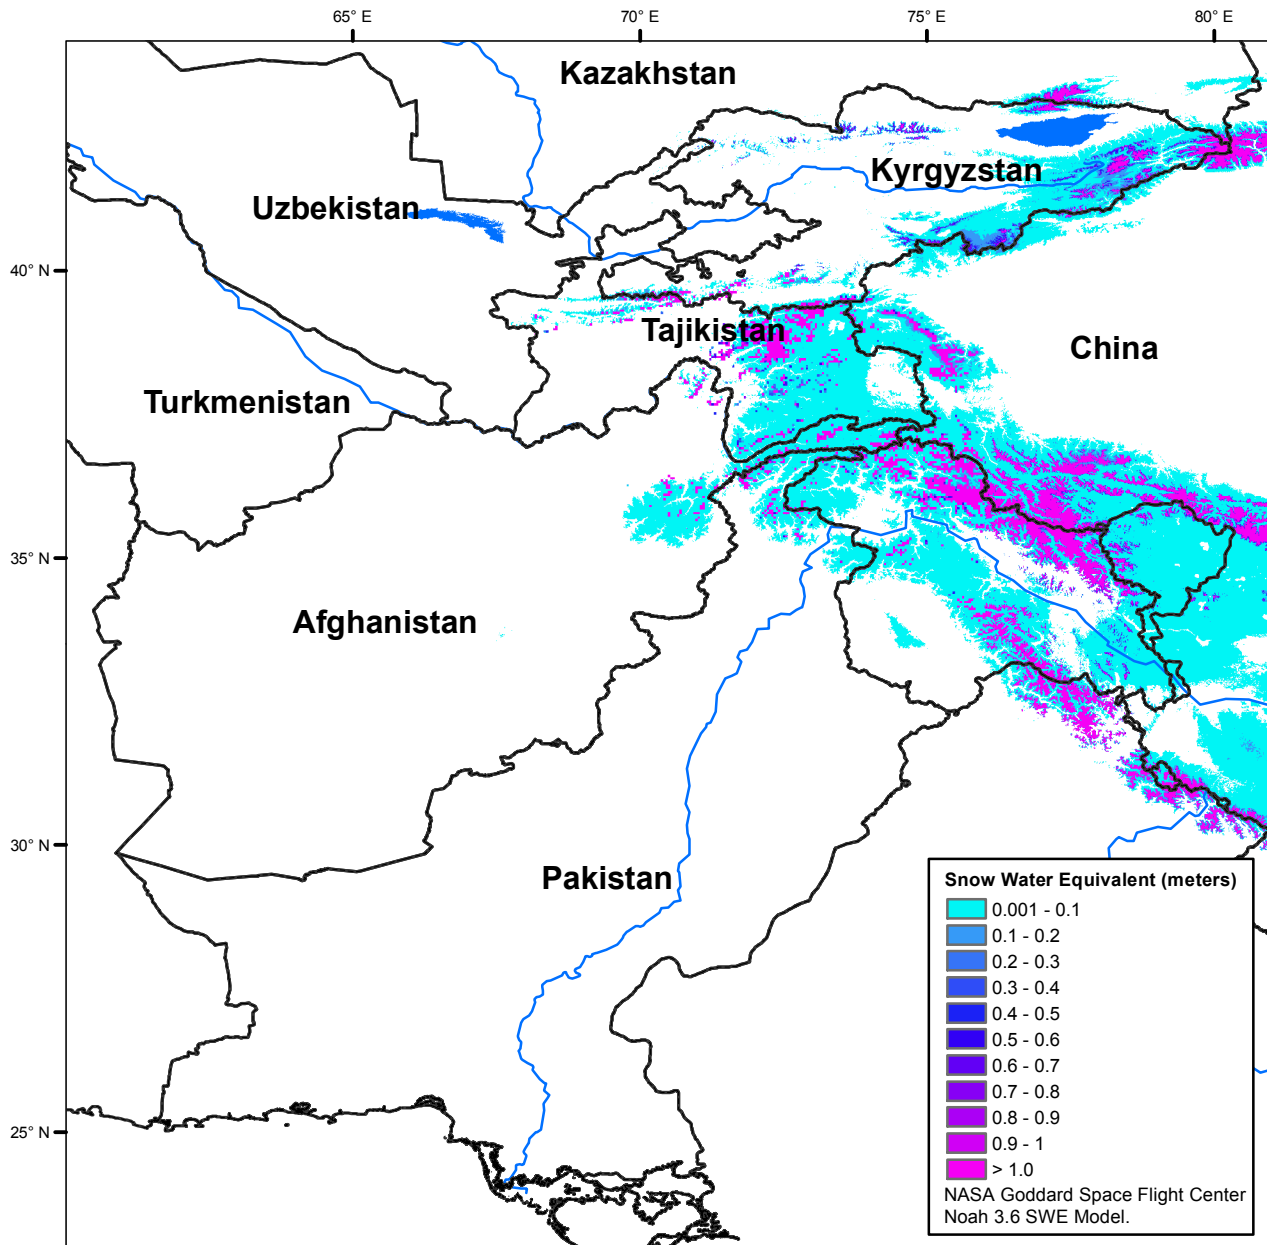 65° E
70° E
75° E
80° E
Kazakhstan
Kyrgyzstan
Uzbekistan
40° N
Tajikistan
China
Turkmenistan
35° N
Afghanistan
30° N
Pakistan
25° N
Snow Water Equivalent (meters)
0.001 - 0.1
0.1 - 0.2
0.2 - 0.3
0.3 - 0.4
0.4 - 0.5
0.5 - 0.6
0.6 - 0.7
0.7 - 0.8
0.8 - 0.9
0.9 - 1
> 1.0
NASA Goddard Space Flight Center
Noah 3.6 SWE Model.